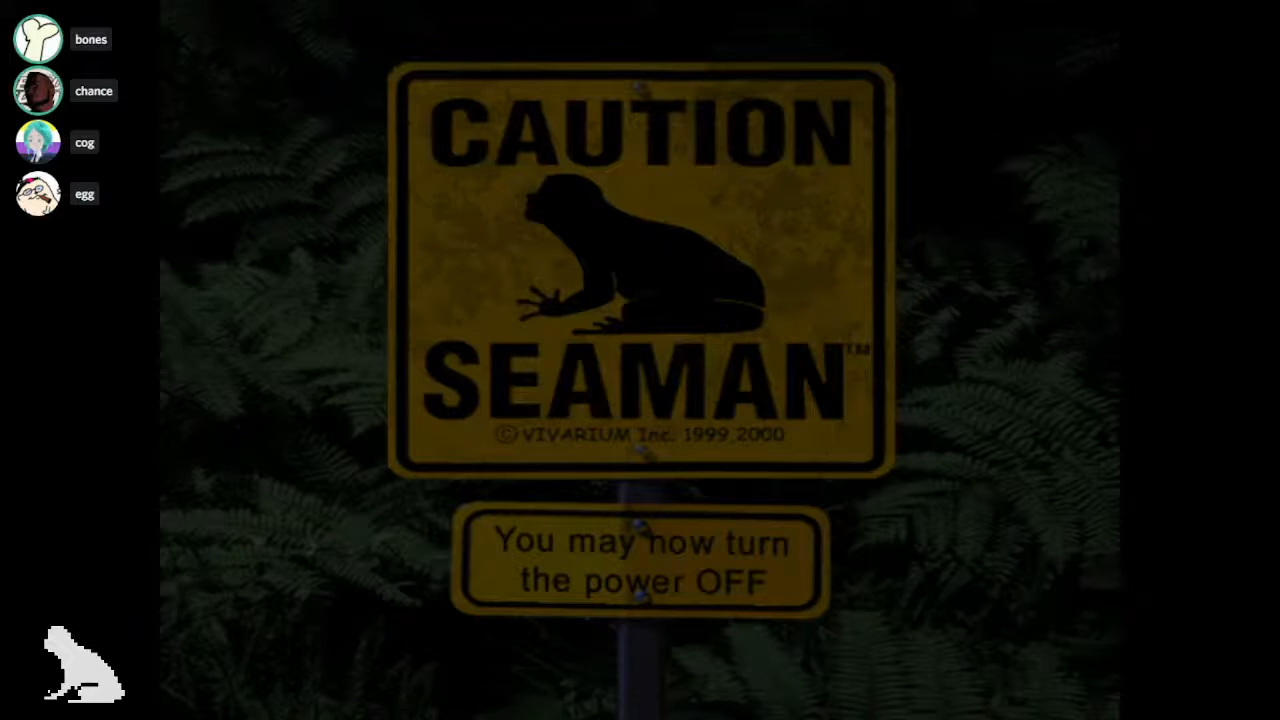 bones
chance
cog
egg
CAUTION
SEAMAN™
© VIVARIUM Inc. 1999,2000
You may now turn
the power OFF